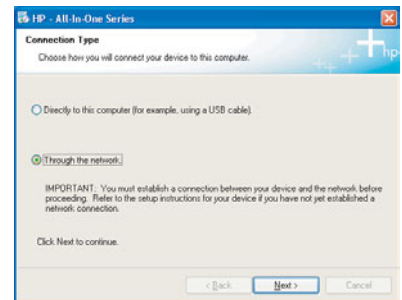 HP - All-In-One Series
Connection Type
Choose how you will connect your device to this computer.
hp
Directly to this computer (for example, using a USB cable).
Through the network.
IMPORTANT: You must establish a connection between your device and the network before
proceeding. Refer to the setup instructions for your device if you have not yet established a
network connection.
Click Next to continue.
< Back Next > Cancel